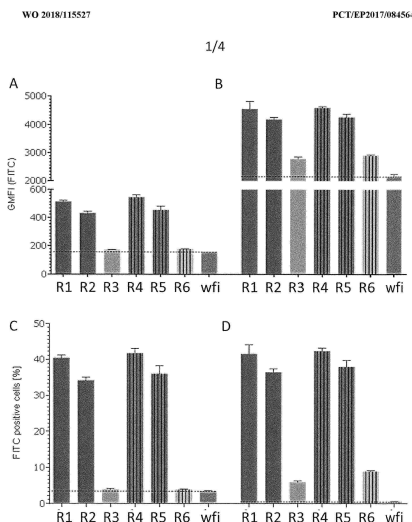 WO 2018/115527 PCT/EP2017/084564
1/4
A B
5000
4000
3000
2000
600
400
200
0
GMFI (FITC)
R1 R2 R3 R4 R5 R6 wfi R1 R2 R3 R4 R5 R6 wfi
C D
50
40
30
20
10
0
FITC positive cells [%]
R1 R2 R3 R4 R5 R6 wfi R1 R2 R3 R4 R5 R6 wfi